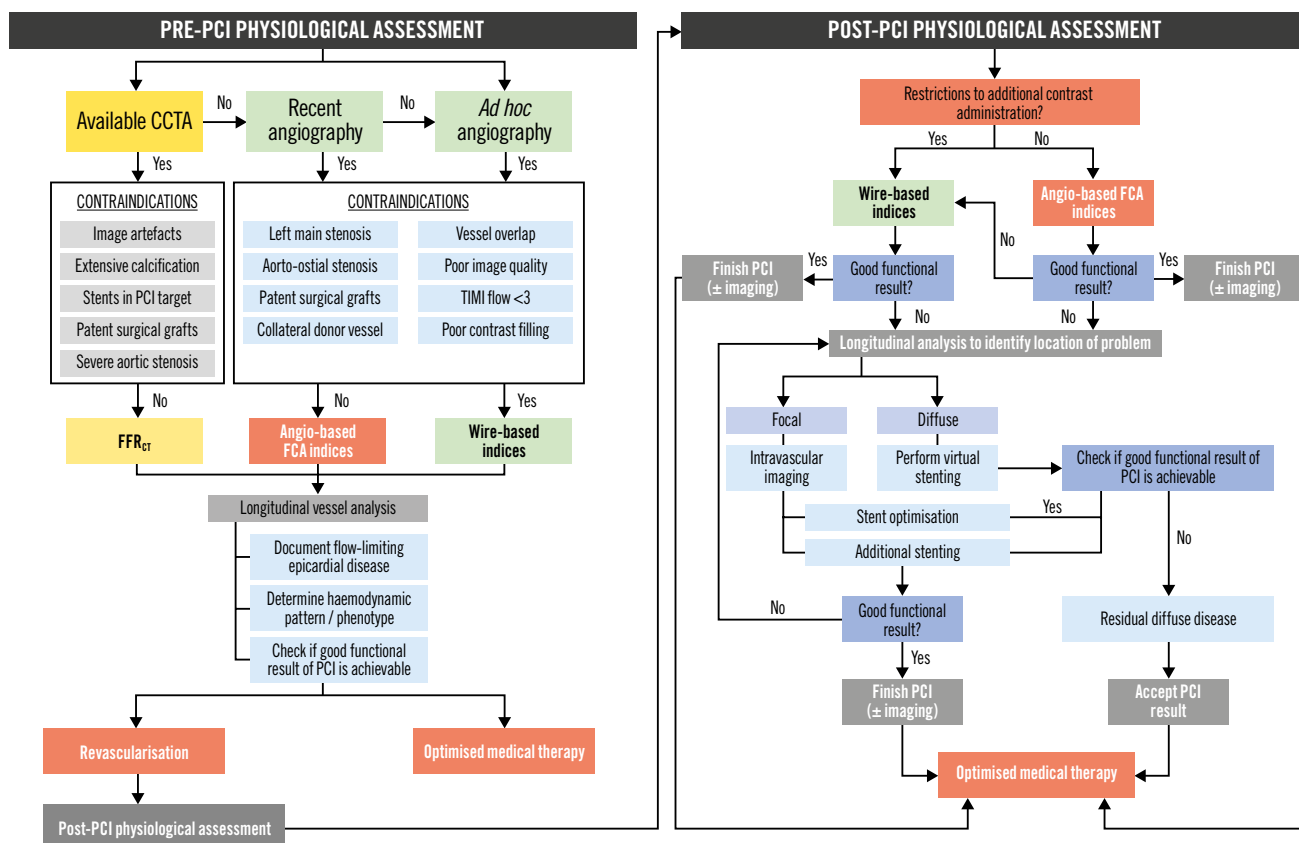 PRE-PCI PHYSIOLOGICAL ASSESSMENT
Available CCTA
No
Recent
angiography
No
Ad hoc
angiography
Yes
Yes
Yes
CONTRAINDICATIONS
Image artefacts
Extensive calcification
Stents in PCI target
Patent surgical grafts
Severe aortic stenosis
CONTRAINDICATIONS
Left main stenosis
Aorto-ostial stenosis
Patent surgical grafts
Collateral donor vessel
Vessel overlap
Poor image quality
TIMI flow <3
Poor contrast filling
No
No
Yes
FFRCT
Angio-based
FCA indices
Wire-based
indices
Longitudinal vessel analysis
Document flow-limiting
epicardial disease
Determine haemodynamic
pattern / phenotype
Check if good functional
result of PCI is achievable
Revascularisation
Optimised medical therapy
Post-PCI physiological assessment
POST-PCI PHYSIOLOGICAL ASSESSMENT
Restrictions to additional contrast
administration?
Yes
No
Wire-based
indices
Angio-based FCA
indices
No
Finish PCI
(± imaging)
Yes
Good functional
result?
Good functional
result?
Yes
Finish PCI
(± imaging)
No
No
Longitudinal analysis to identify location of problem
Focal
Diffuse
Intravascular
imaging
Perform virtual
stenting
Check if good functional result of
PCI is achievable
Stent optimisation
Yes
Additional stenting
No
No
Good functional
result?
Residual diffuse disease
Yes
Finish PCI
(± imaging)
Accept PCI
result
Optimised medical therapy